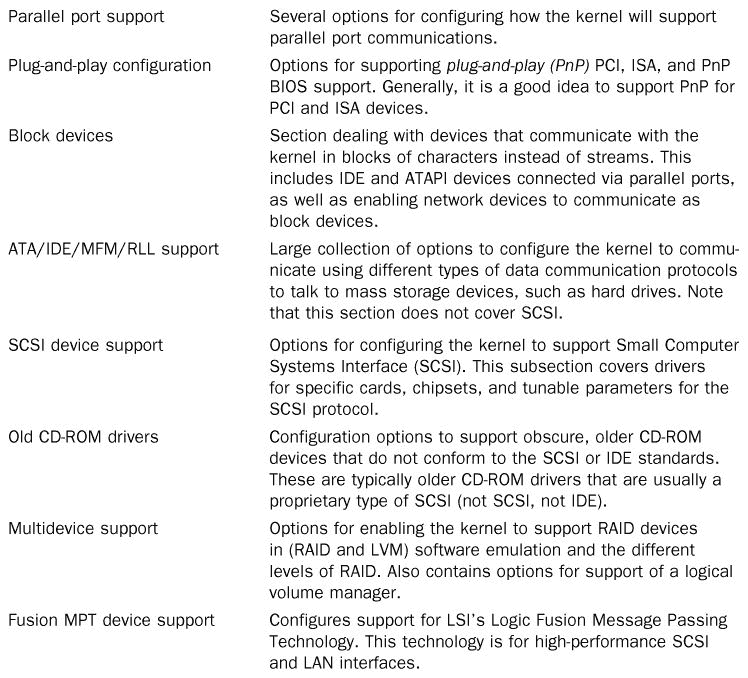 Parallel port support Several options for configuring how the kernel will support
parallel port communications.
Plug-and-play configuration Options for supporting plug-and-play (PnP) PCI, ISA, and PnP
BIOS support. Generally, it is a good idea to support PnP for
PCI and ISA devices.
Block devices Section dealing with devices that communicate with the
kernel in blocks of characters instead of streams. This
includes IDE and ATAPI devices connected via parallel ports,
as well as enabling network devices to communicate as
block devices.
ATA/IDE/MFM/RLL support Large collection of options to configure the kernel to commu-
nicate using different types of data communication protocols
to talk to mass storage devices, such as hard drives. Note
that this section does not cover SCSI.
SCSI device support Options for configuring the kernel to support Small Computer
Systems Interface (SCSI). This subsection covers drivers
for specific cards, chipsets, and tunable parameters for the
SCSI protocol.
Old CD-ROM drivers Configuration options to support obscure, older CD-ROM
devices that do not conform to the SCSI or IDE standards.
These are typically older CD-ROM drivers that are usually a
proprietary type of SCSI (not SCSI, not IDE).
Multidevice support Options for enabling the kernel to support RAID devices
in (RAID and LVM) software emulation and the different
levels of RAID. Also contains options for support of a logical
volume manager.
Fusion MPT device support Configures support for LSI's Logic Fusion Message Passing
Technology. This technology is for high-performance SCSI
and LAN interfaces.